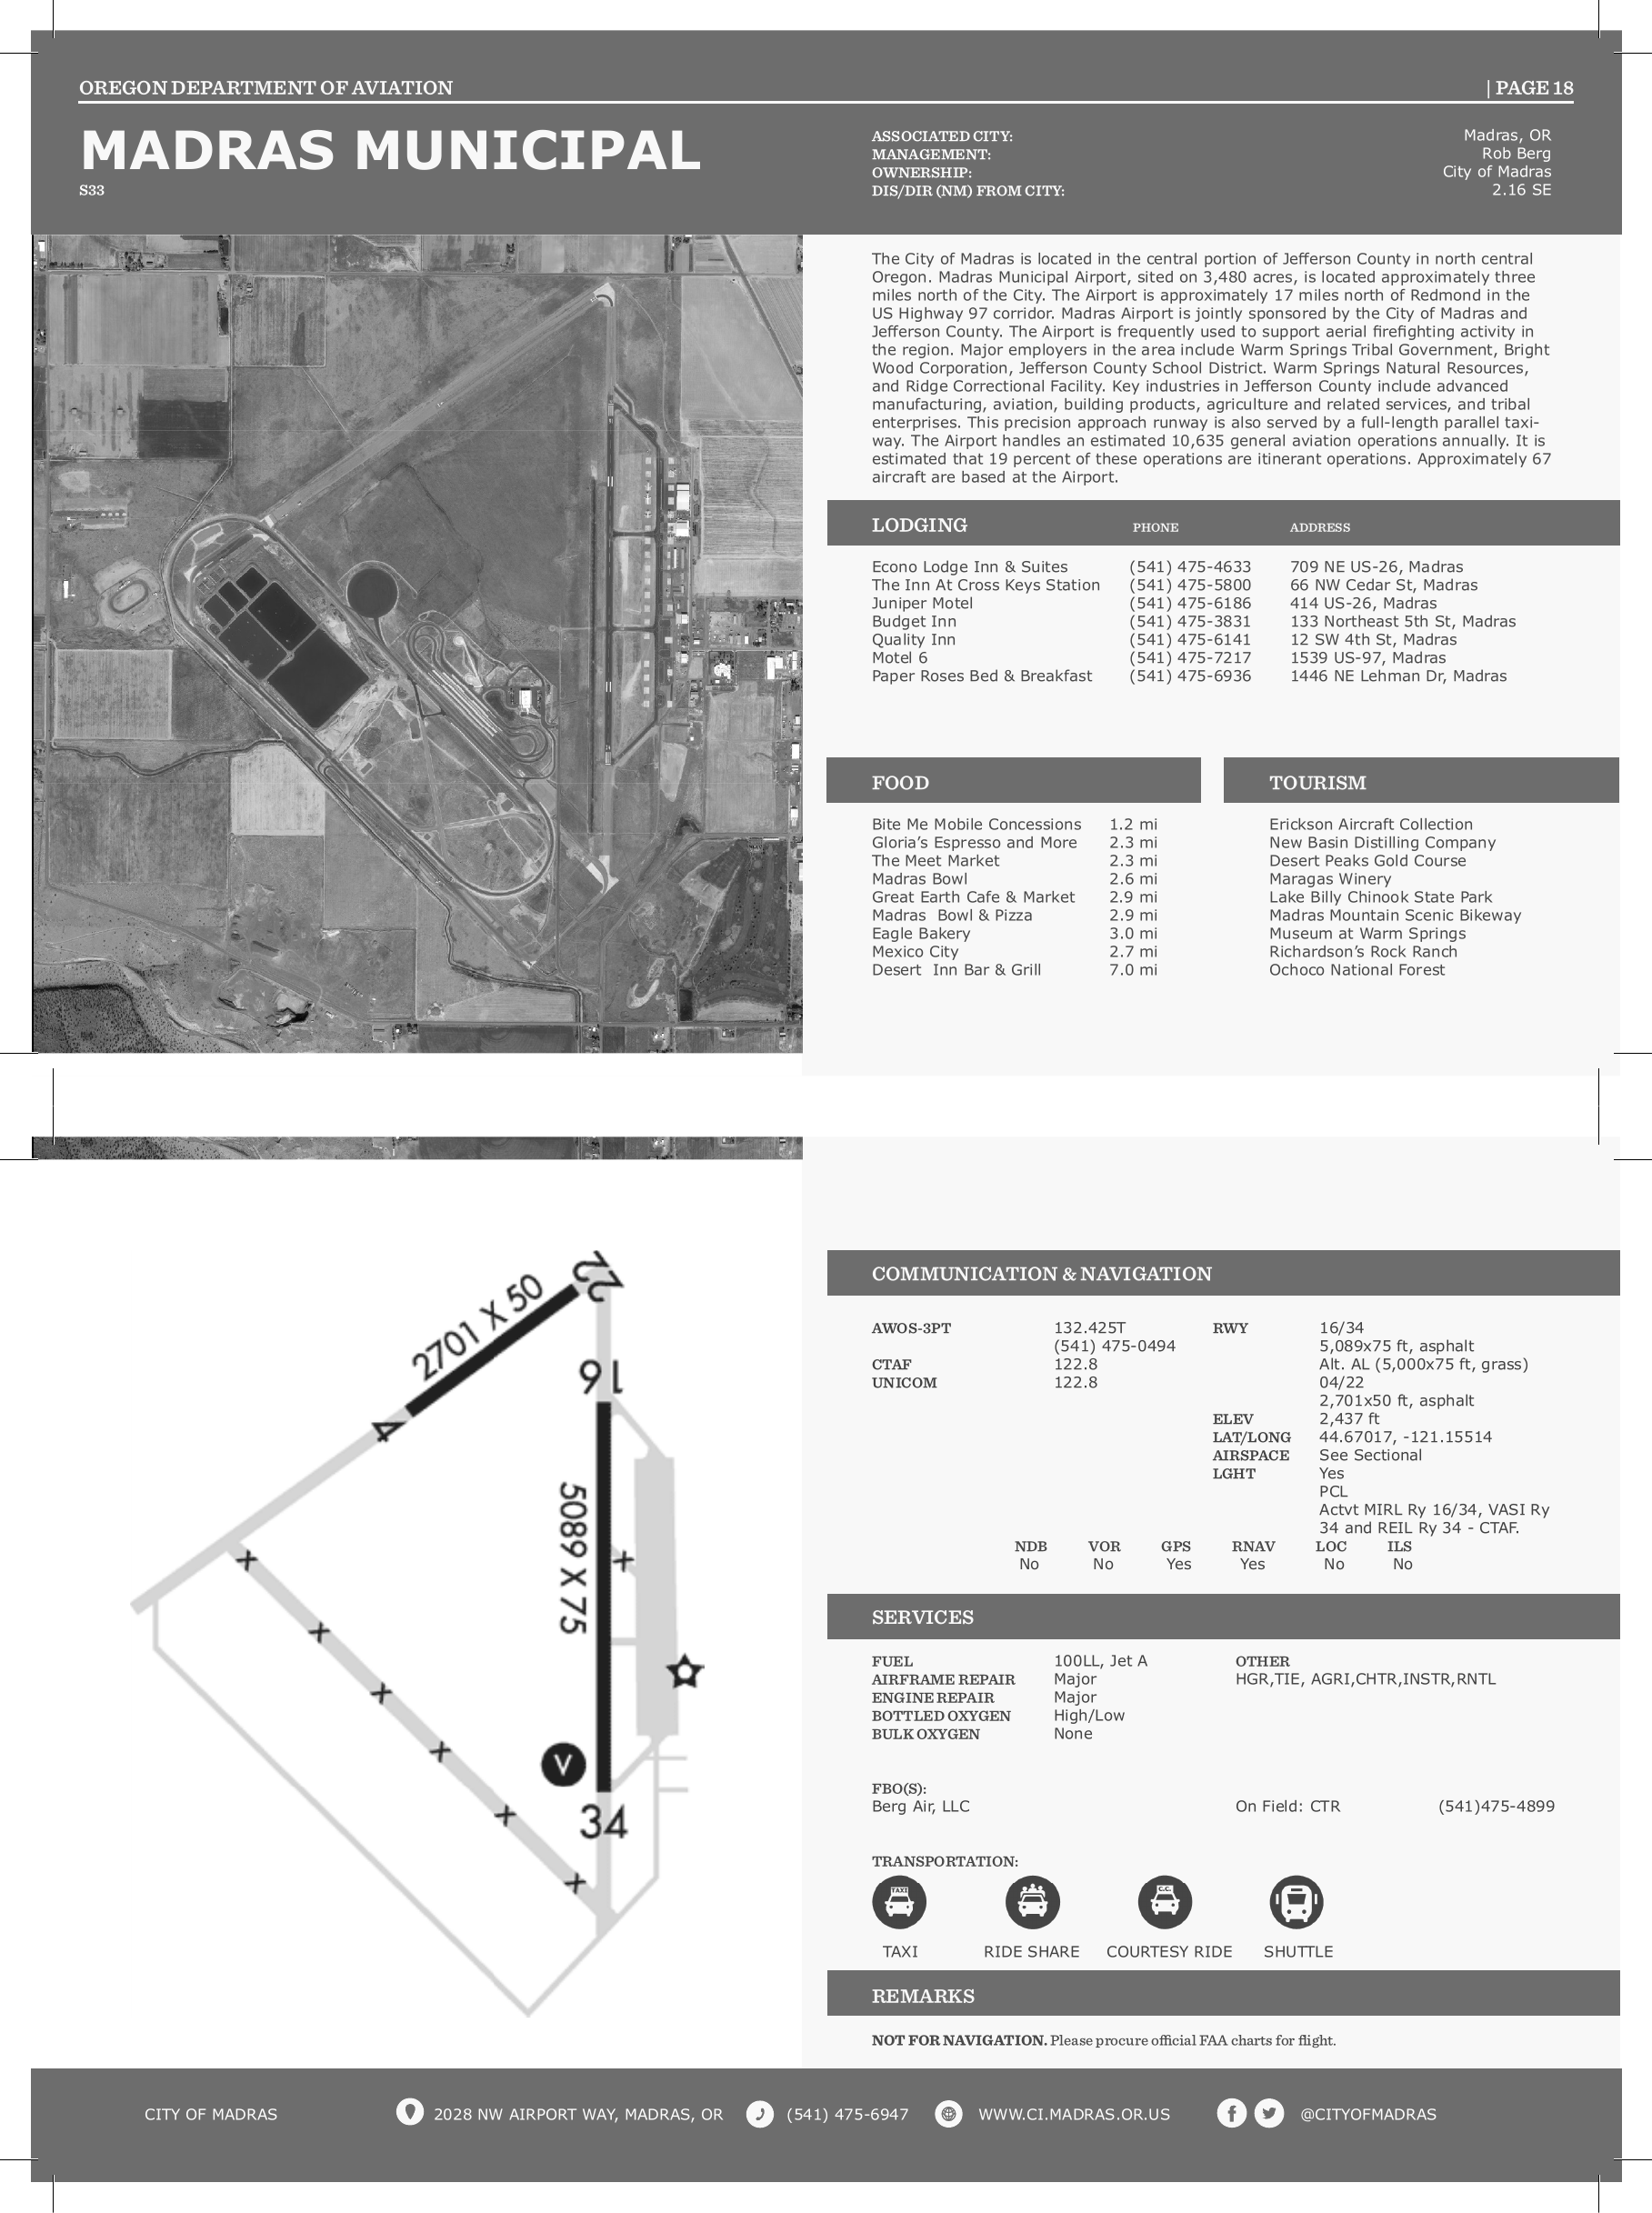 OREGON DEPARTMENT OF AVIATION | PAGE 18
MADRAS MUNICIPAL
S33
ASSOCIATED CITY: Madras, OR
MANAGEMENT: Rob Berg
OWNERSHIP: City of Madras
DIS/DIR (NM) FROM CITY: 2.16 SE
The City of Madras is located in the central portion of Jefferson County in north central
Oregon. Madras Municipal Airport, sited on 3,480 acres, is located approximately three
miles north of the City. The Airport is approximately 17 miles north of Redmond in the
US Highway 97 corridor. Madras Airport is jointly sponsored by the City of Madras and
Jefferson County. The Airport is frequently used to support aerial firefighting activity in
the region. Major employers in the area include Warm Springs Tribal Government, Bright
Wood Corporation, Jefferson County School District. Warm Springs Natural Resources,
and Ridge Correctional Facility. Key industries in Jefferson County include advanced
manufacturing, aviation, building products, agriculture and related services, and tribal
enterprises. This precision approach runway is also served by a full-length parallel taxi-
way. The Airport handles an estimated 10,635 general aviation operations annually. It is
estimated that 19 percent of these operations are itinerant operations. Approximately 67
aircraft are based at the Airport.
LODGING PHONE ADDRESS
Econo Lodge Inn & Suites (541) 475-4633 709 NE US-26, Madras
The Inn At Cross Keys Station (541) 475-5800 66 NW Cedar St, Madras
Juniper Motel (541) 475-6186 414 US-26, Madras
Budget Inn (541) 475-3831 133 Northeast 5th St, Madras
Quality Inn (541) 475-6141 12 SW 4th St, Madras
Motel 6 (541) 475-7217 1539 US-97, Madras
Paper Roses Bed & Breakfast (541) 475-6936 1446 NE Lehman Dr, Madras
FOOD
Bite Me Mobile Concessions 1.2 mi
Gloria's Espresso and More 2.3 mi
The Meet Market 2.3 mi
Madras Bowl 2.6 mi
Great Earth Cafe & Market 2.9 mi
Madras Bowl & Pizza 2.9 mi
Eagle Bakery 3.0 mi
Mexico City 2.7 mi
Desert Inn Bar & Grill 7.0 mi
TOURISM
Erickson Aircraft Collection
New Basin Distilling Company
Desert Peaks Gold Course
Maragas Winery
Lake Billy Chinook State Park
Madras Mountain Scenic Bikeway
Museum at Warm Springs
Richardson's Rock Ranch
Ochoco National Forest
22
2701 X 50
16
4
5089 X 75
V
34
COMMUNICATION & NAVIGATION
AWOS-3PT 132.425T
(541) 475-0494
CTAF 122.8
UNICOM 122.8
RWY 16/34
5,089x75 ft, asphalt
Alt. AL (5,000x75 ft, grass)
04/22
2,701x50 ft, asphalt
ELEV 2,437 ft
LAT/LONG 44.67017, -121.15514
AIRSPACE See Sectional
LGHT Yes
PCL
Actvt MIRL Ry 16/34, VASI Ry
34 and REIL Ry 34 - CTAF.
NDB VOR GPS RNAV LOC ILS
No No Yes Yes No No
SERVICES
FUEL 100LL, Jet A
AIRFRAME REPAIR Major
ENGINE REPAIR Major
BOTTLED OXYGEN High/Low
BULK OXYGEN None
OTHER
HGR,TIE, AGRI,CHTR,INSTR,RNTL
FBO(S):
Berg Air, LLC On Field: CTR (541)475-4899
TRANSPORTATION:
TAXI C.C.
TAXI RIDE SHARE COURTESY RIDE SHUTTLE
REMARKS
NOT FOR NAVIGATION. Please procure official FAA charts for flight.
CITY OF MADRAS 2028 NW AIRPORT WAY, MADRAS, OR (541) 475-6947 WWW.CI.MADRAS.OR.US @CITYOFMADRAS